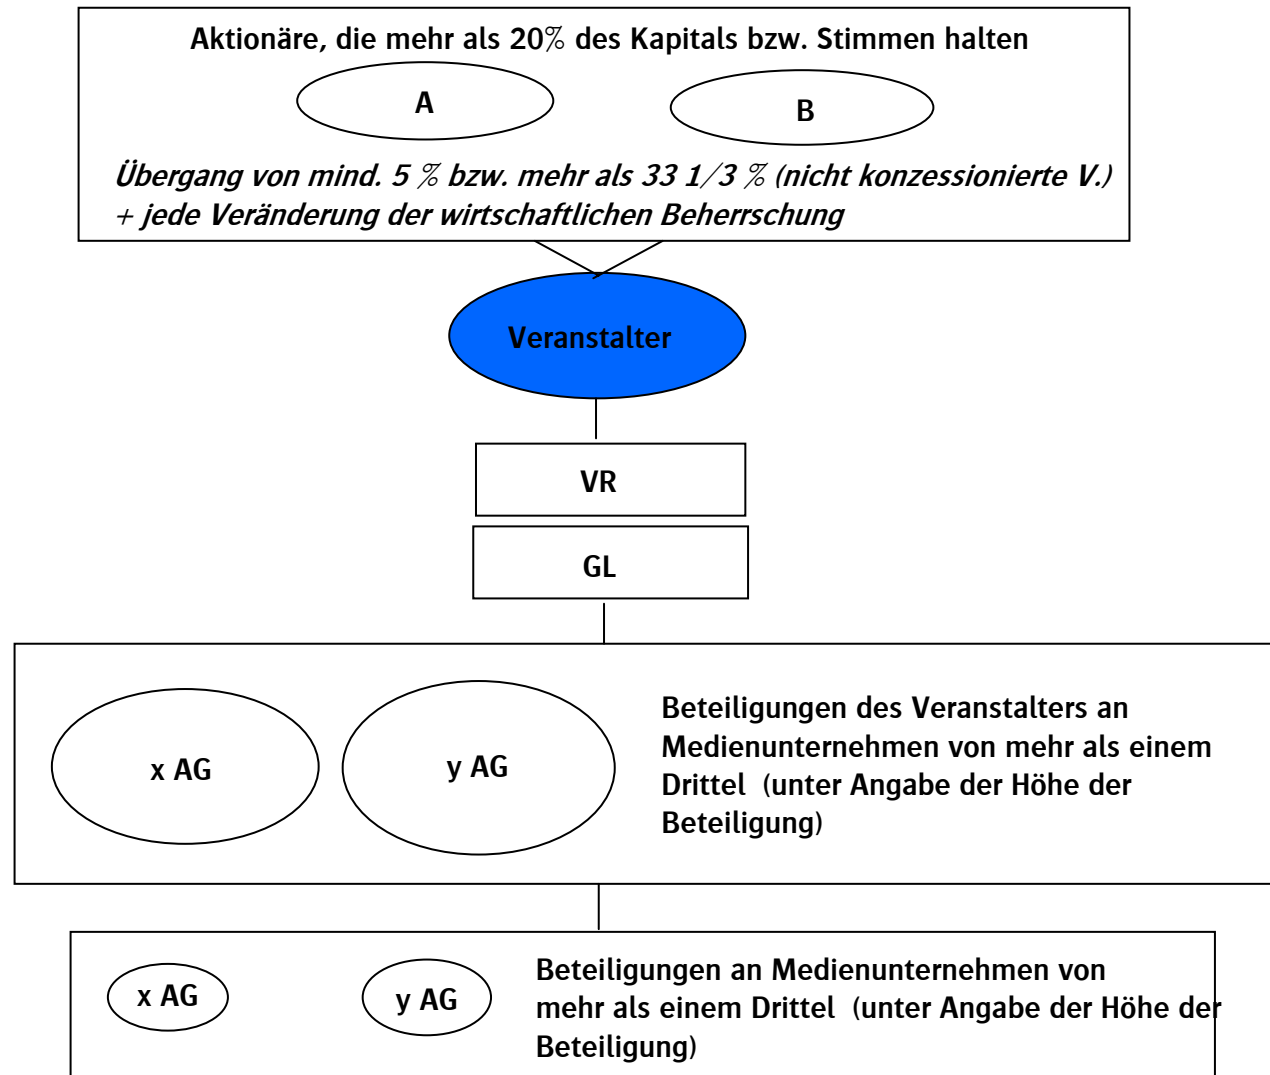 Aktionäre, die mehr als 20% des Kapitals bzw. Stimmen halten
A
B
Übergang von mind. 5 % bzw. mehr als 33 1/3 % (nicht konzessionierte V.)
+ jede Veränderung der wirtschaftlichen Beherrschung
Veranstalter
VR
GL
x AG
y AG
Beteiligungen des Veranstalters an
Medienunternehmen von mehr als einem
Drittel (unter Angabe der Höhe der
Beteiligung)
x AG
y AG
Beteiligungen an Medienunternehmen von
mehr als einem Drittel (unter Angabe der Höhe der
Beteiligung)